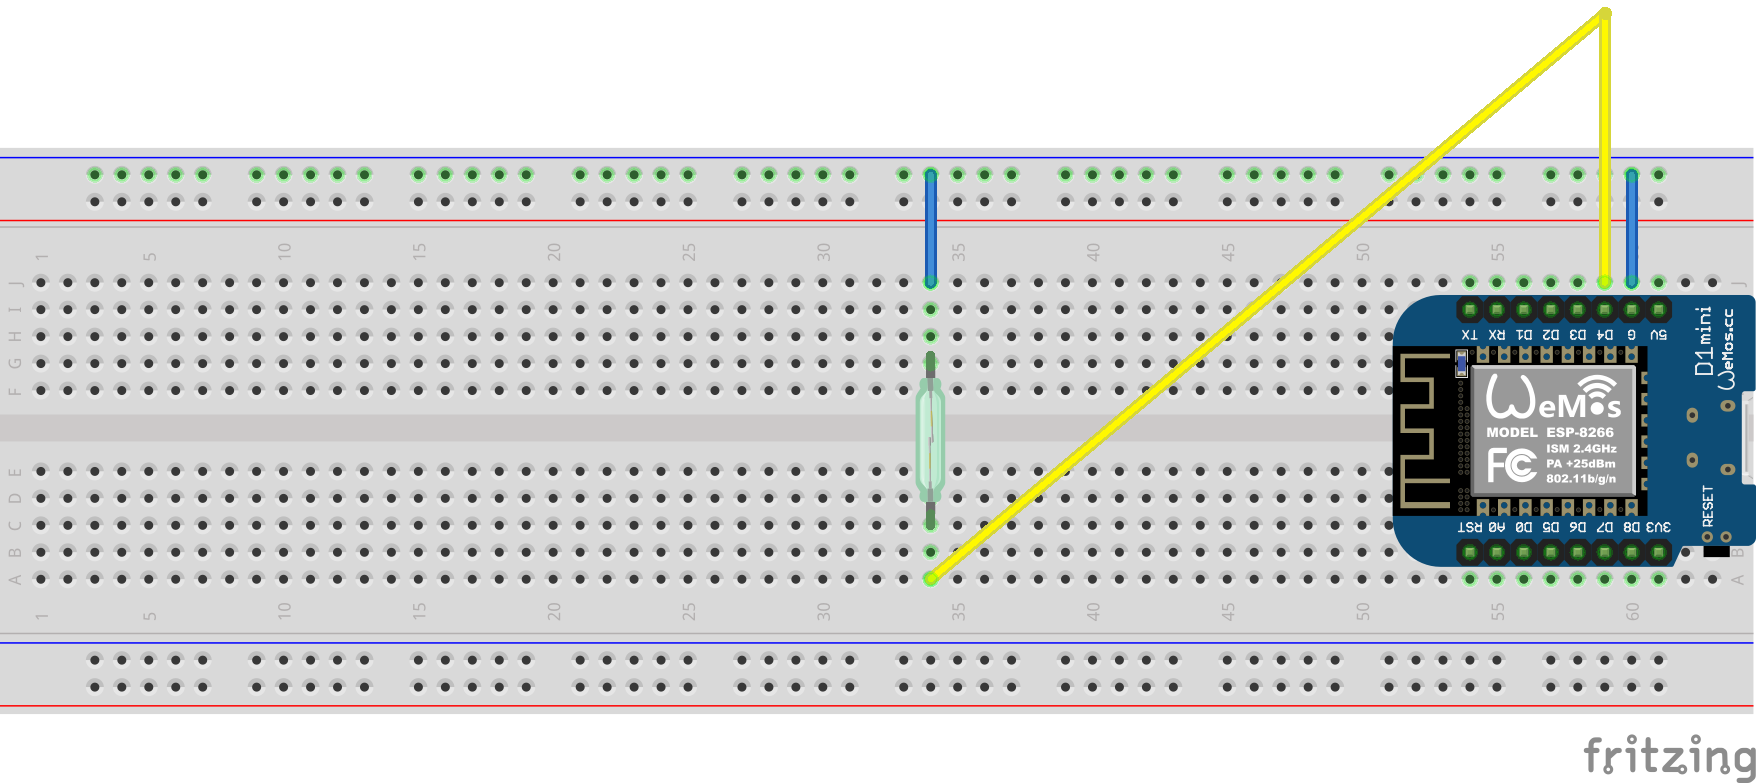 1 5 10 15 20 25 30 35 40 45 50 55
J J
I
H
G
F
TX RX D1 D2 D3 D4 G 5V
D1 mini
WeMos.cc
WeMos
MODEL ESP-8266
ISM 2.4GHz
PA +25dBm
802.11b/g/n
FC
RESET
RST A0 D0 D5 D6 D7 D8 3V3
E
D
C
B B
A A
1 5 10 15 20 25 30 35 40 45 50 55 60
fritzing